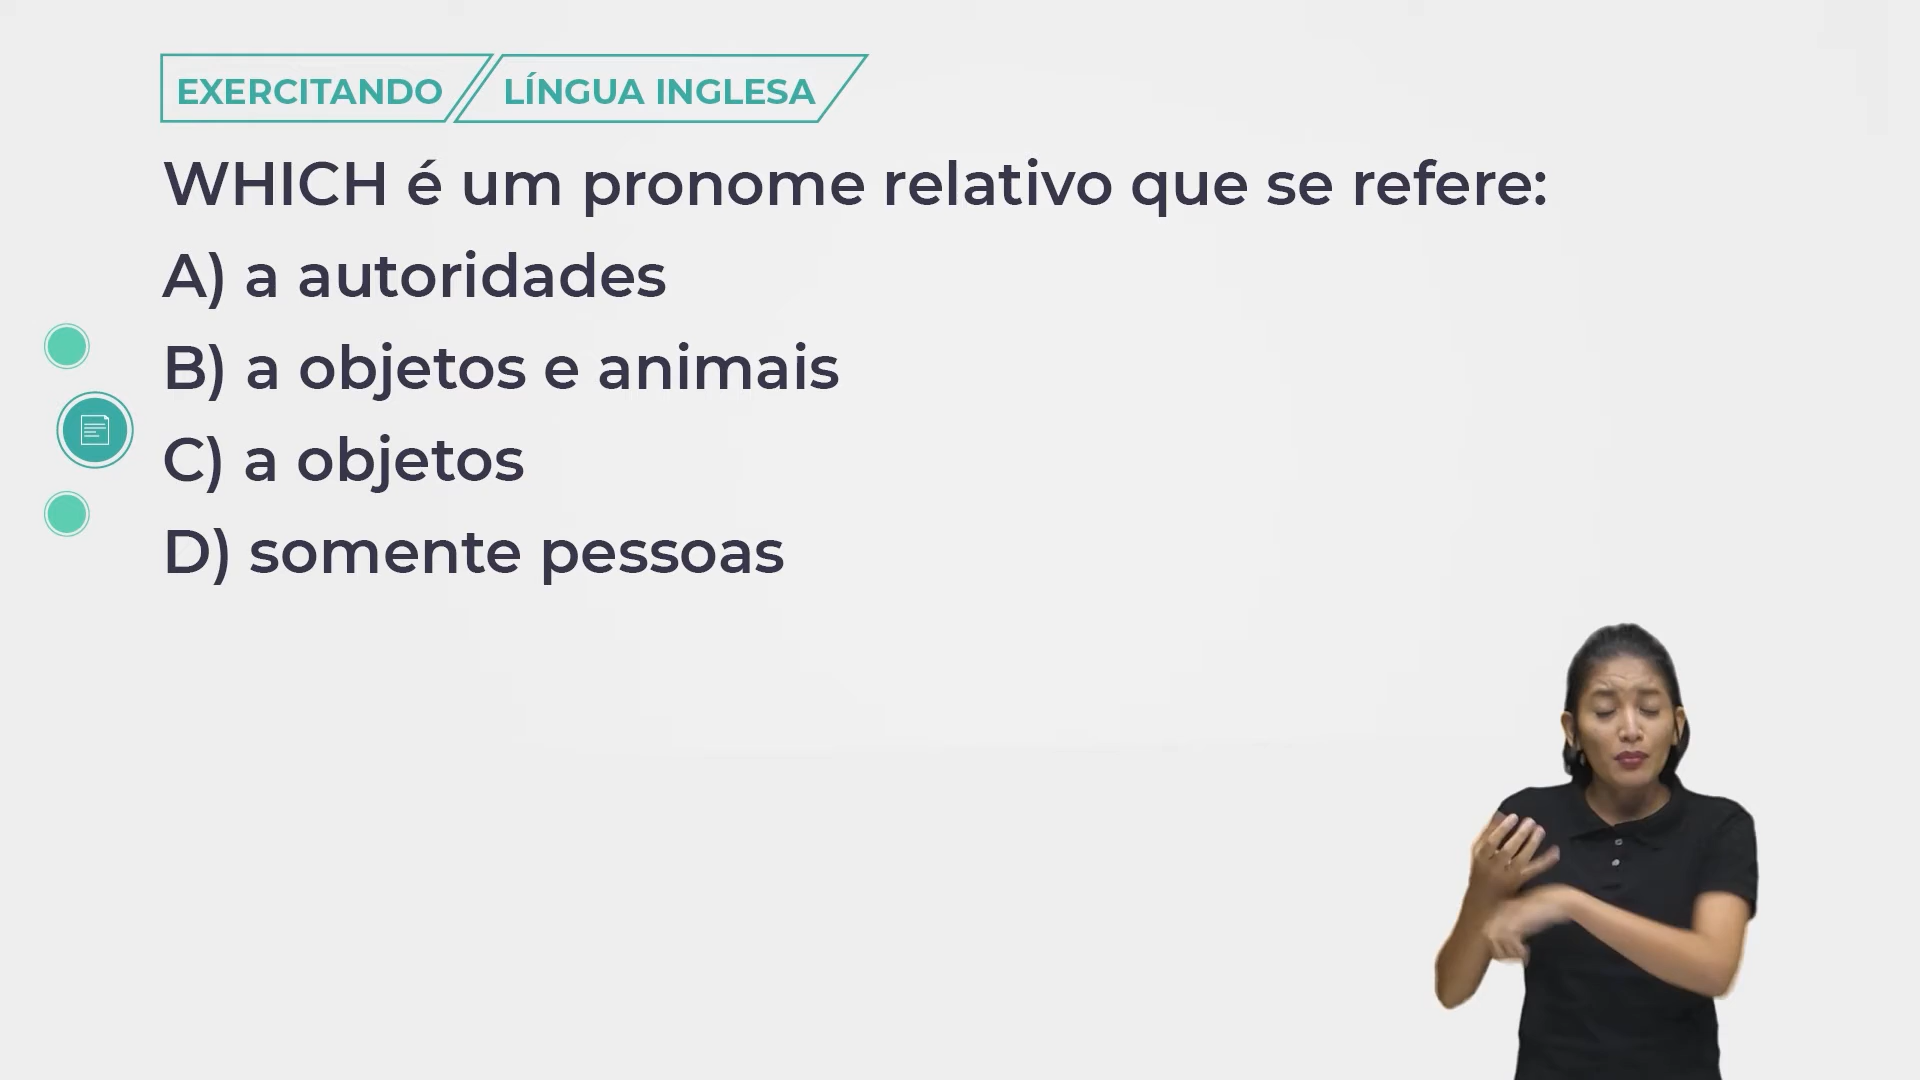 EXERCITANDO LÍNGUA INGLESA
WHICH é um pronome relativo que se refere:
A) a autoridades
B) a objetos e animais
C) a objetos
D) somente pessoas